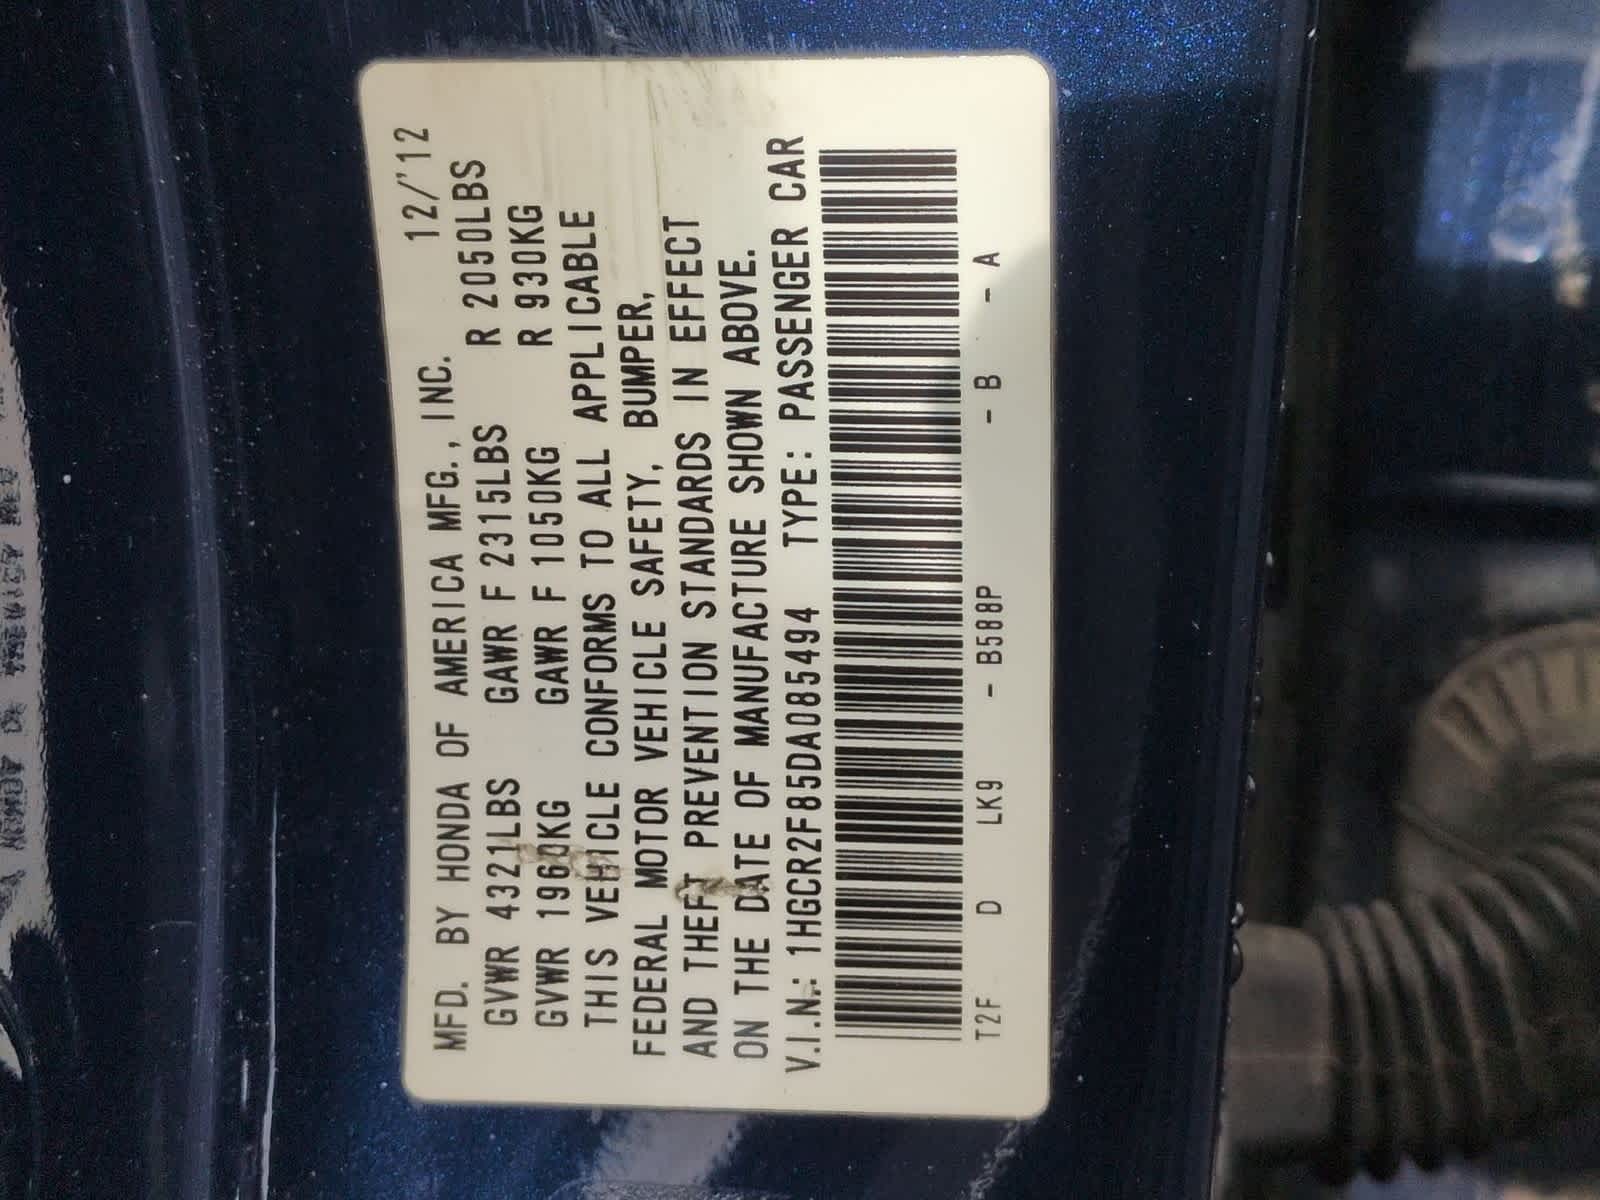 MFD. BY HONDA OF AMERICA MFG., INC. 12/'12
GVWR 4321LBS GAWR F 2315LBS R 2050LBS
GVWR 1960KG GAWR F 1050KG R 930KG
THIS VEHICLE CONFORMS TO ALL APPLICABLE
FEDERAL MOTOR VEHICLE SAFETY, BUMPER,
AND THEFT PREVENTION STANDARDS IN EFFECT
ON THE DATE OF MANUFACTURE SHOWN ABOVE.
V.I.N.: 1HGCR2F85DA085494 TYPE: PASSENGER CAR
T2F D LK9 - B588P - B - A